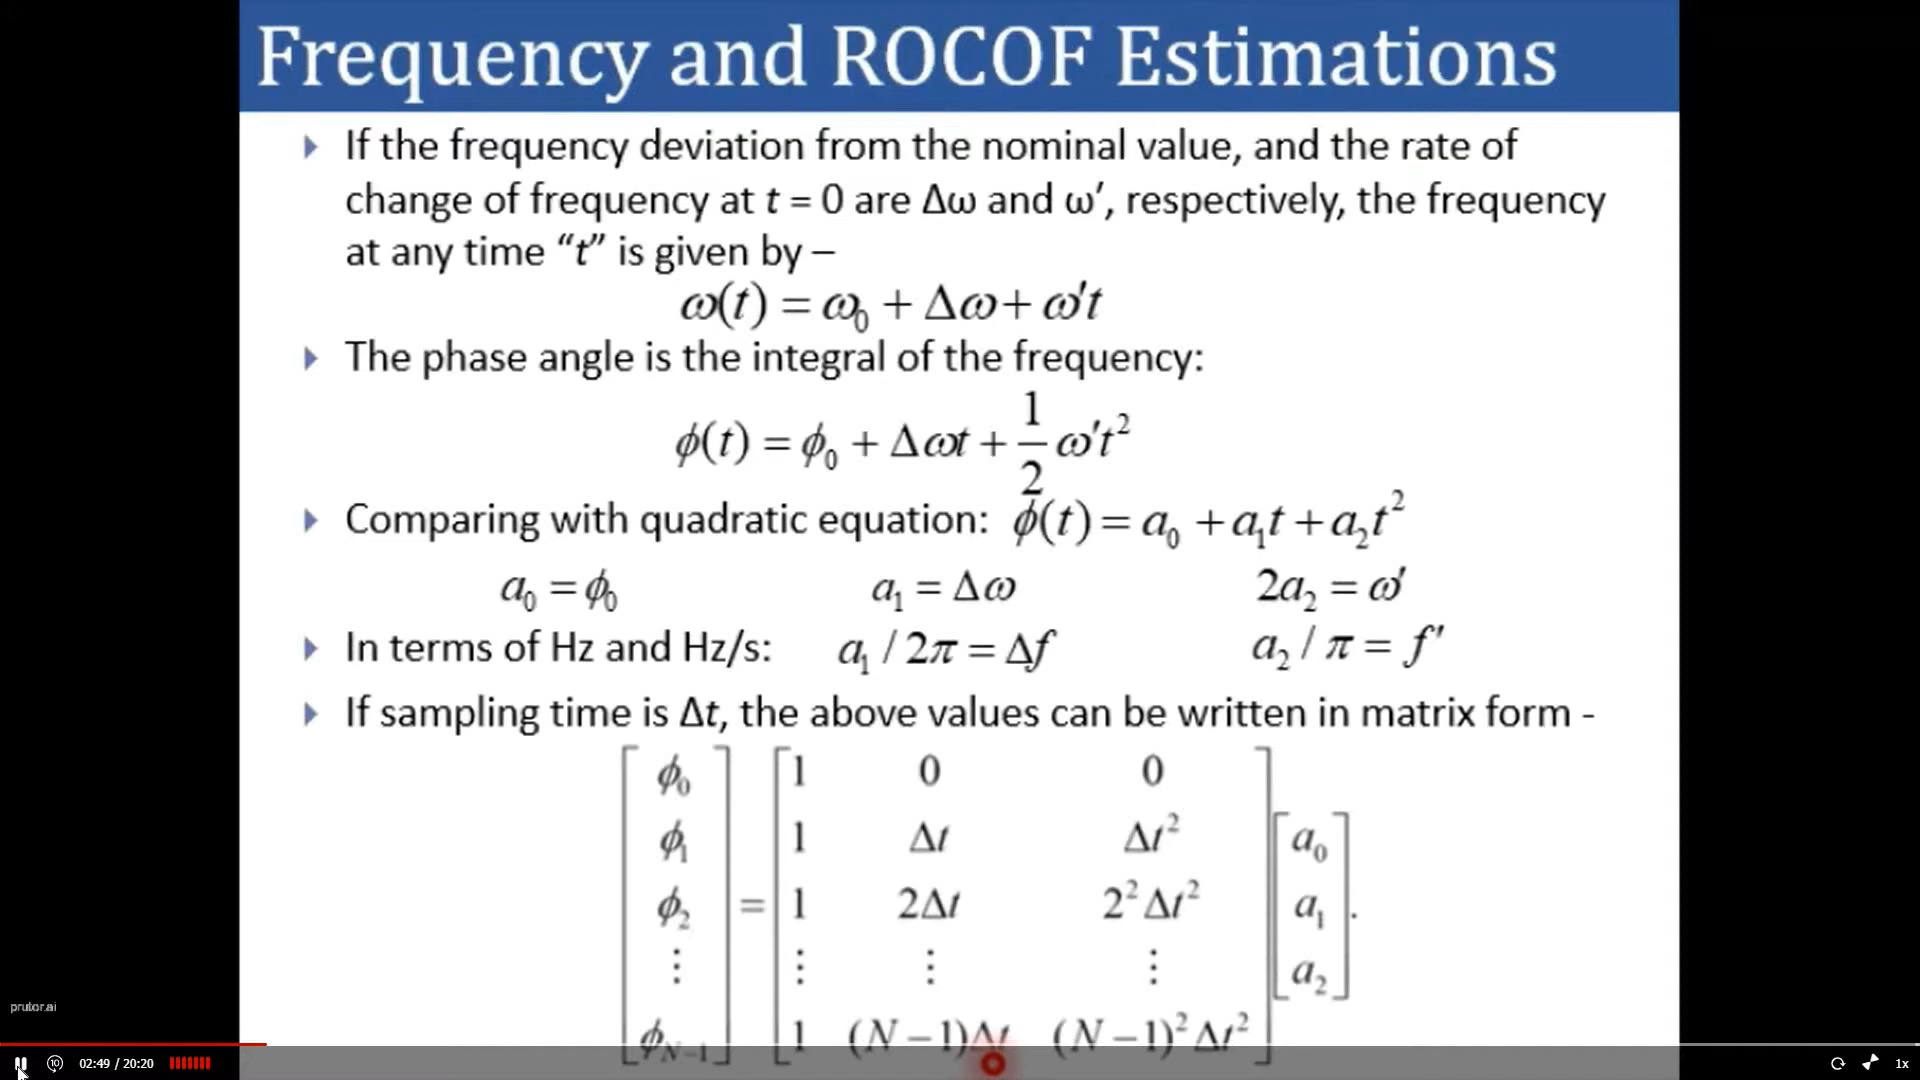 Frequency and ROCOF Estimations
If the frequency deviation from the nominal value, and the rate of
change of frequency at t = 0 are Δω and ω′, respectively, the frequency
at any time “t” is given by –
ω(t) = ω₀ + Δω + ω′t
The phase angle is the integral of the frequency:
ϕ(t) = ϕ₀ + Δωt + 1/2 ω′t²
Comparing with quadratic equation: ϕ(t) = a₀ + a₁t + a₂t²
a₀ = ϕ₀ a₁ = Δω 2a₂ = ω′
In terms of Hz and Hz/s: a₁ / 2π = Δf a₂ / π = f′
If sampling time is Δt, the above values can be written in matrix form -
ϕ₀ 1 0 0
ϕ₁ 1 Δt Δt² a₀
ϕ₂ = 1 2Δt 2²Δt² a₁ .
⋮ ⋮ ⋮ ⋮ a₂
ϕN−1 1 (N−1)Δt (N−1)²Δt²
prutor.ai
10
02:49 / 20:20
1x